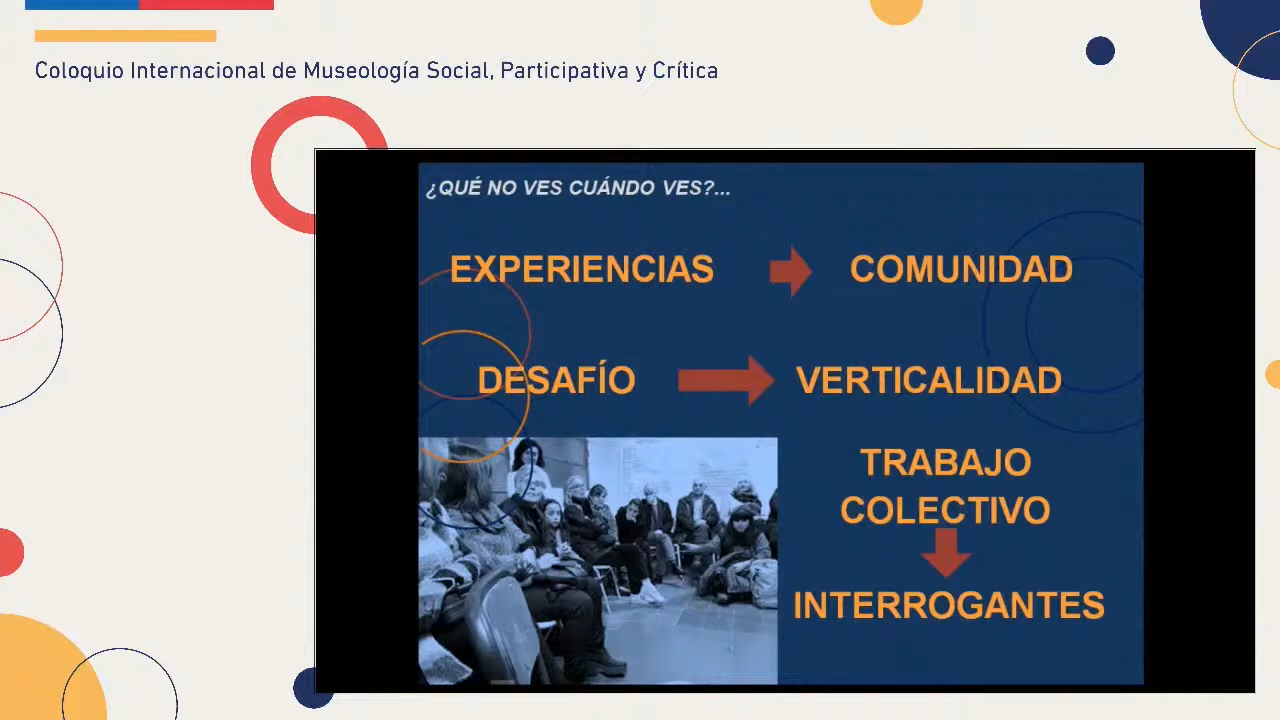 Coloquio Internacional de Museología Social, Participativa y Crítica
¿QUÉ NO VES CUÁNDO VES?...
EXPERIENCIAS
COMUNIDAD
DESAFÍO
VERTICALIDAD
TRABAJO
COLECTIVO
INTERROGANTES